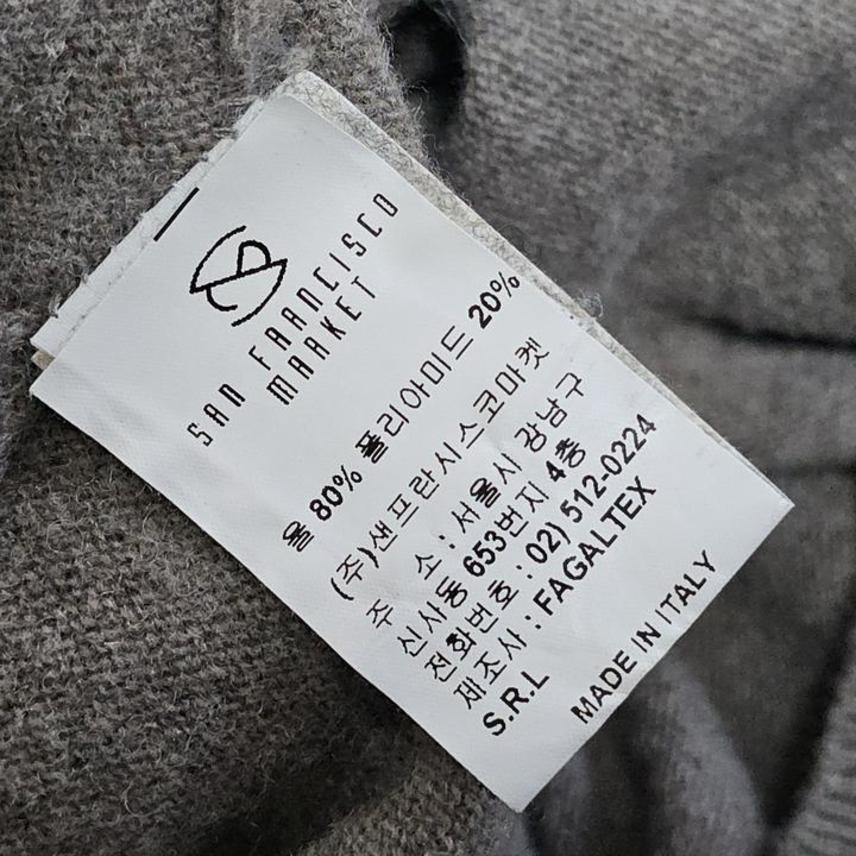 SAN FRANCISCO
MARKET
울 80% 폴리아미드 20%
(주)샌프란시스코마켓
주 소 : 서울시 강남구
신사동 653번지 4층
전화번호 : 02) 512-0224
제조사 : FAGALTEX
S.R.L
MADE IN ITALY